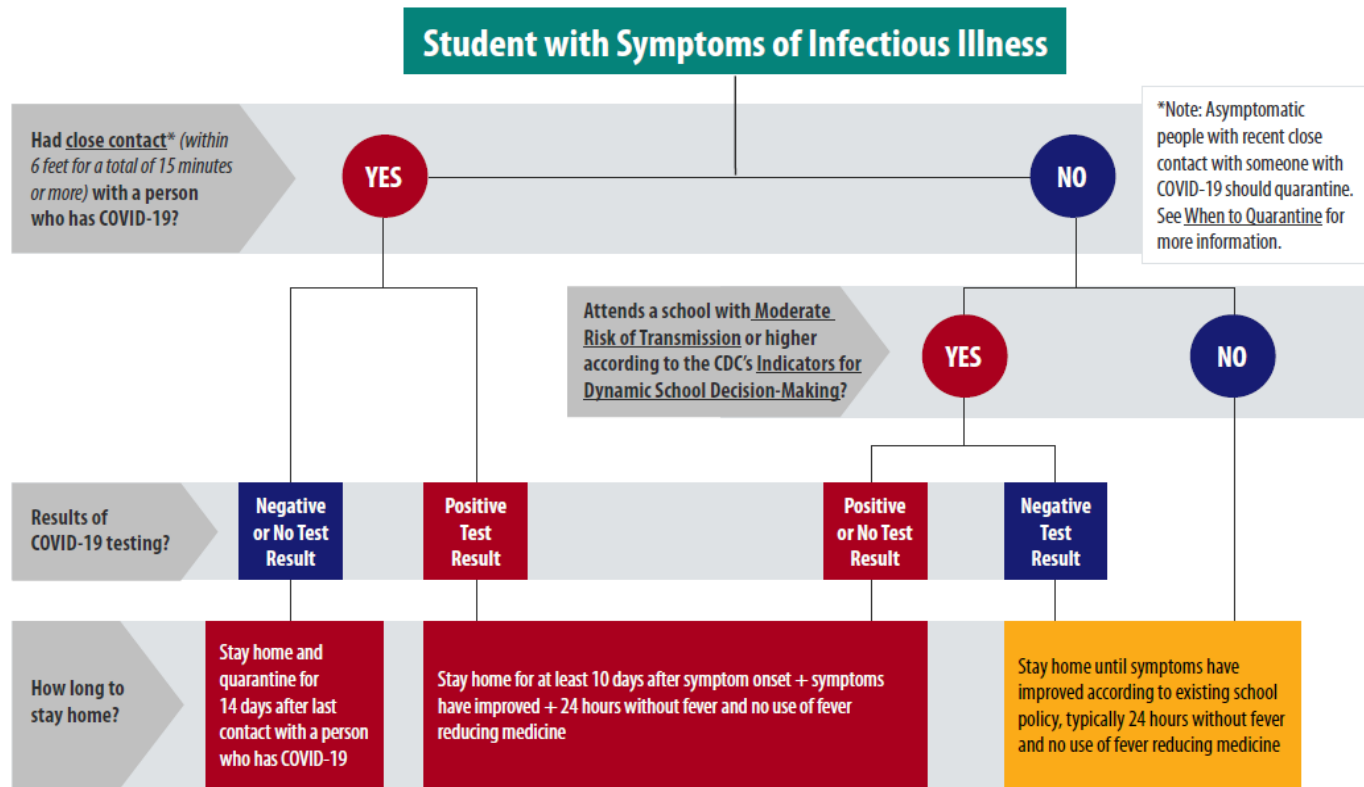 Student with Symptoms of Infectious Illness
Had close contact* (within
6 feet for a total of 15 minutes
or more) with a person
who has COVID-19?
YES
NO
*Note: Asymptomatic
people with recent close
contact with someone with
COVID-19 should quarantine.
See When to Quarantine for
more information.
Attends a school with Moderate
Risk of Transmission or higher
according to the CDC's Indicators for
Dynamic School Decision-Making?
YES
NO
Results of
COVID-19 testing?
Negative
or No Test
Result
Positive
Test
Result
Positive
or No Test
Result
Negative
Test
Result
How long to
stay home?
Stay home and
quarantine for
14 days after last
contact with a person
who has COVID-19
Stay home for at least 10 days after symptom onset + symptoms
have improved + 24 hours without fever and no use of fever
reducing medicine
Stay home until symptoms have
improved according to existing school
policy, typically 24 hours without fever
and no use of fever reducing medicine